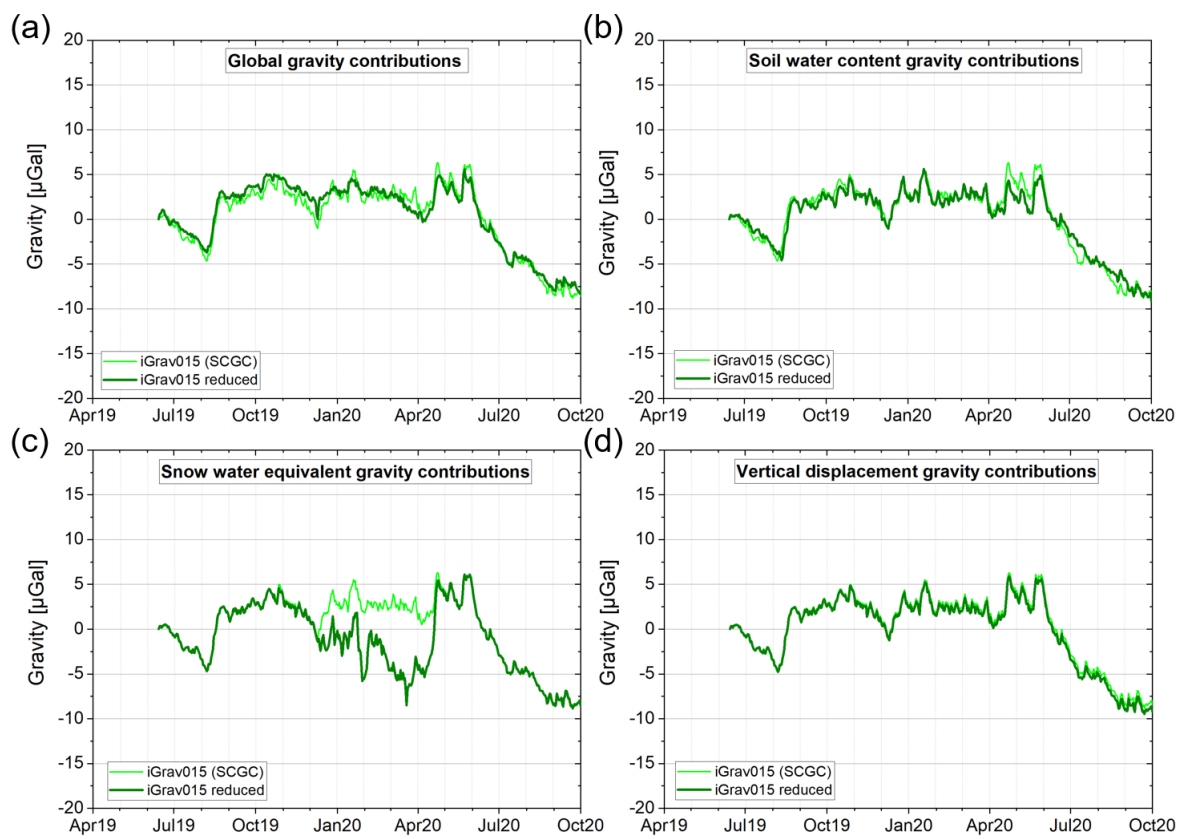 (a)
Global gravity contributions
Gravity [µGal]
20
15
10
5
0
-5
-10
-15
-20
iGrav015 (SCGC)
iGrav015 reduced
Apr19 Jul19 Oct19 Jan20 Apr20 Jul20 Oct20
(b)
Soil water content gravity contributions
Gravity [µGal]
20
15
10
5
0
-5
-10
-15
-20
iGrav015 (SCGC)
iGrav015 reduced
Apr19 Jul19 Oct19 Jan20 Apr20 Jul20 Oct20
(c)
Snow water equivalent gravity contributions
Gravity [µGal]
20
15
10
5
0
-5
-10
-15
-20
iGrav015 (SCGC)
iGrav015 reduced
Apr19 Jul19 Oct19 Jan20 Apr20 Jul20 Oct20
(d)
Vertical displacement gravity contributions
Gravity [µGal]
20
15
10
5
0
-5
-10
-15
-20
iGrav015 (SCGC)
iGrav015 reduced
Apr19 Jul19 Oct19 Jan20 Apr20 Jul20 Oct20